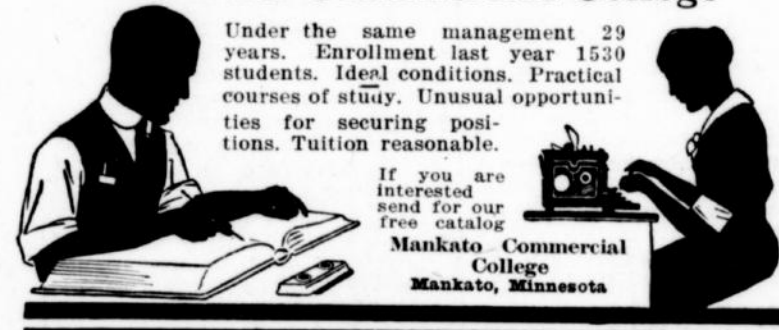 Under the same management 29
years. Enrollment last year 1530
students. Ideal conditions. Practical
courses of study. Unusual opportuni-
ties for securing posi-
tions. Tuition reasonable.
If you are
interested
send for our
free catalog
Mankato Commercial
College
Mankato, Minnesota